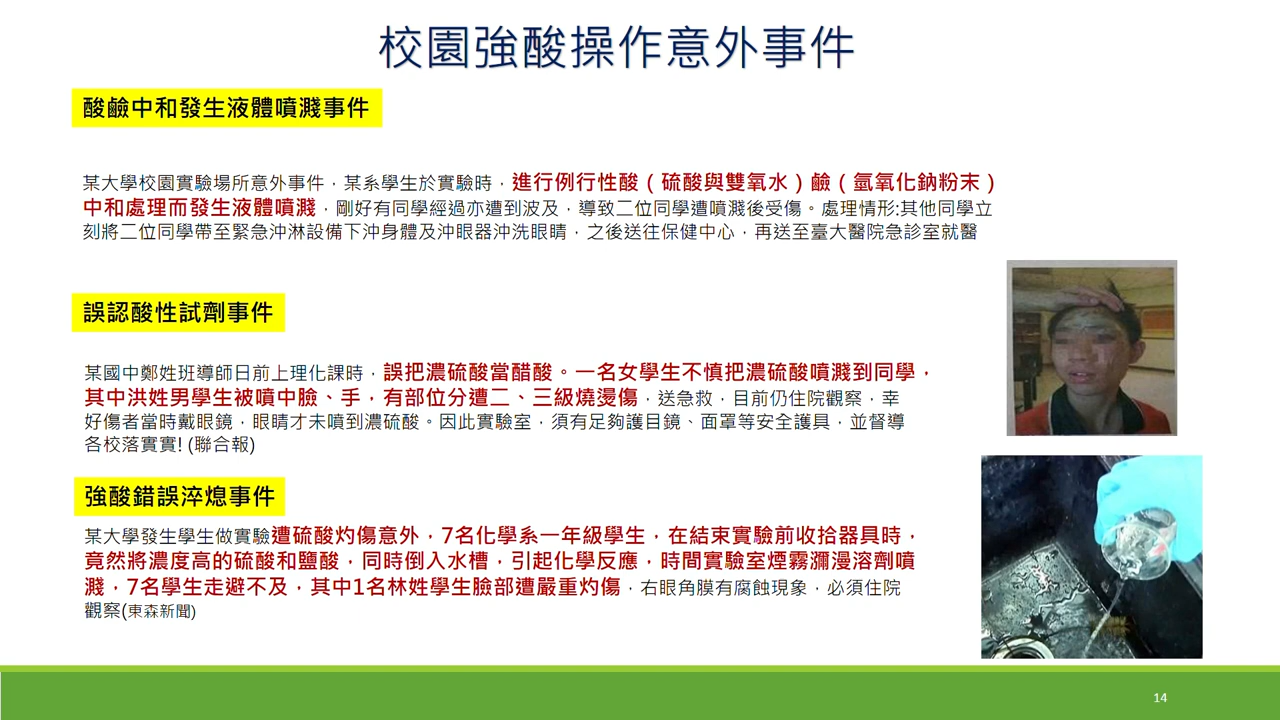 校園強酸操作意外事件
酸鹼中和發生液體噴濺事件
某大學校園實驗場所意外事件，某系學生於實驗時，進行例行性酸（硫酸與雙氧水）鹼（氫氧化鈉粉末）
中和處理而發生液體噴濺，剛好有同學經過亦遭到波及，導致二位同學遭噴濺後受傷。處理情形:其他同學立
刻將二位同學帶至緊急沖淋設備下沖身體及沖眼器沖洗眼睛，之後送往保健中心，再送至臺大醫院急診室就醫
誤認酸性試劑事件
某國中鄭姓班導師日前上理化課時，誤把濃硫酸當醋酸。一名女學生不慎把濃硫酸噴濺到同學，
其中洪姓男學生被噴中臉、手，有部位分遭二、三級燒燙傷，送急救，目前仍住院觀察，幸
好傷者當時戴眼鏡，眼睛才未噴到濃硫酸。因此實驗室，須有足夠護目鏡、面罩等安全護具，並督導
各校落實實! (聯合報)
強酸錯誤淬熄事件
某大學發生學生做實驗遭硫酸灼傷意外，7名化學系一年級學生，在結束實驗前收拾器具時，
竟然將濃度高的硫酸和鹽酸，同時倒入水槽，引起化學反應，時間實驗室煙霧瀰漫溶劑噴
濺，7名學生走避不及，其中1名林姓學生臉部遭嚴重灼傷，右眼角膜有腐蝕現象，必須住院
觀察(東森新聞)
14